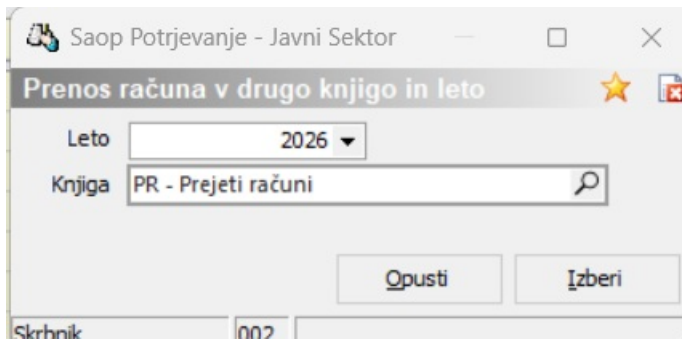 Saop Potrjevanje - Javni Sektor
Prenos računa v drugo knjigo in leto
Leto 2026
Knjiga PR - Prejeti računi
Opusti Izberi
Skrbnik 002